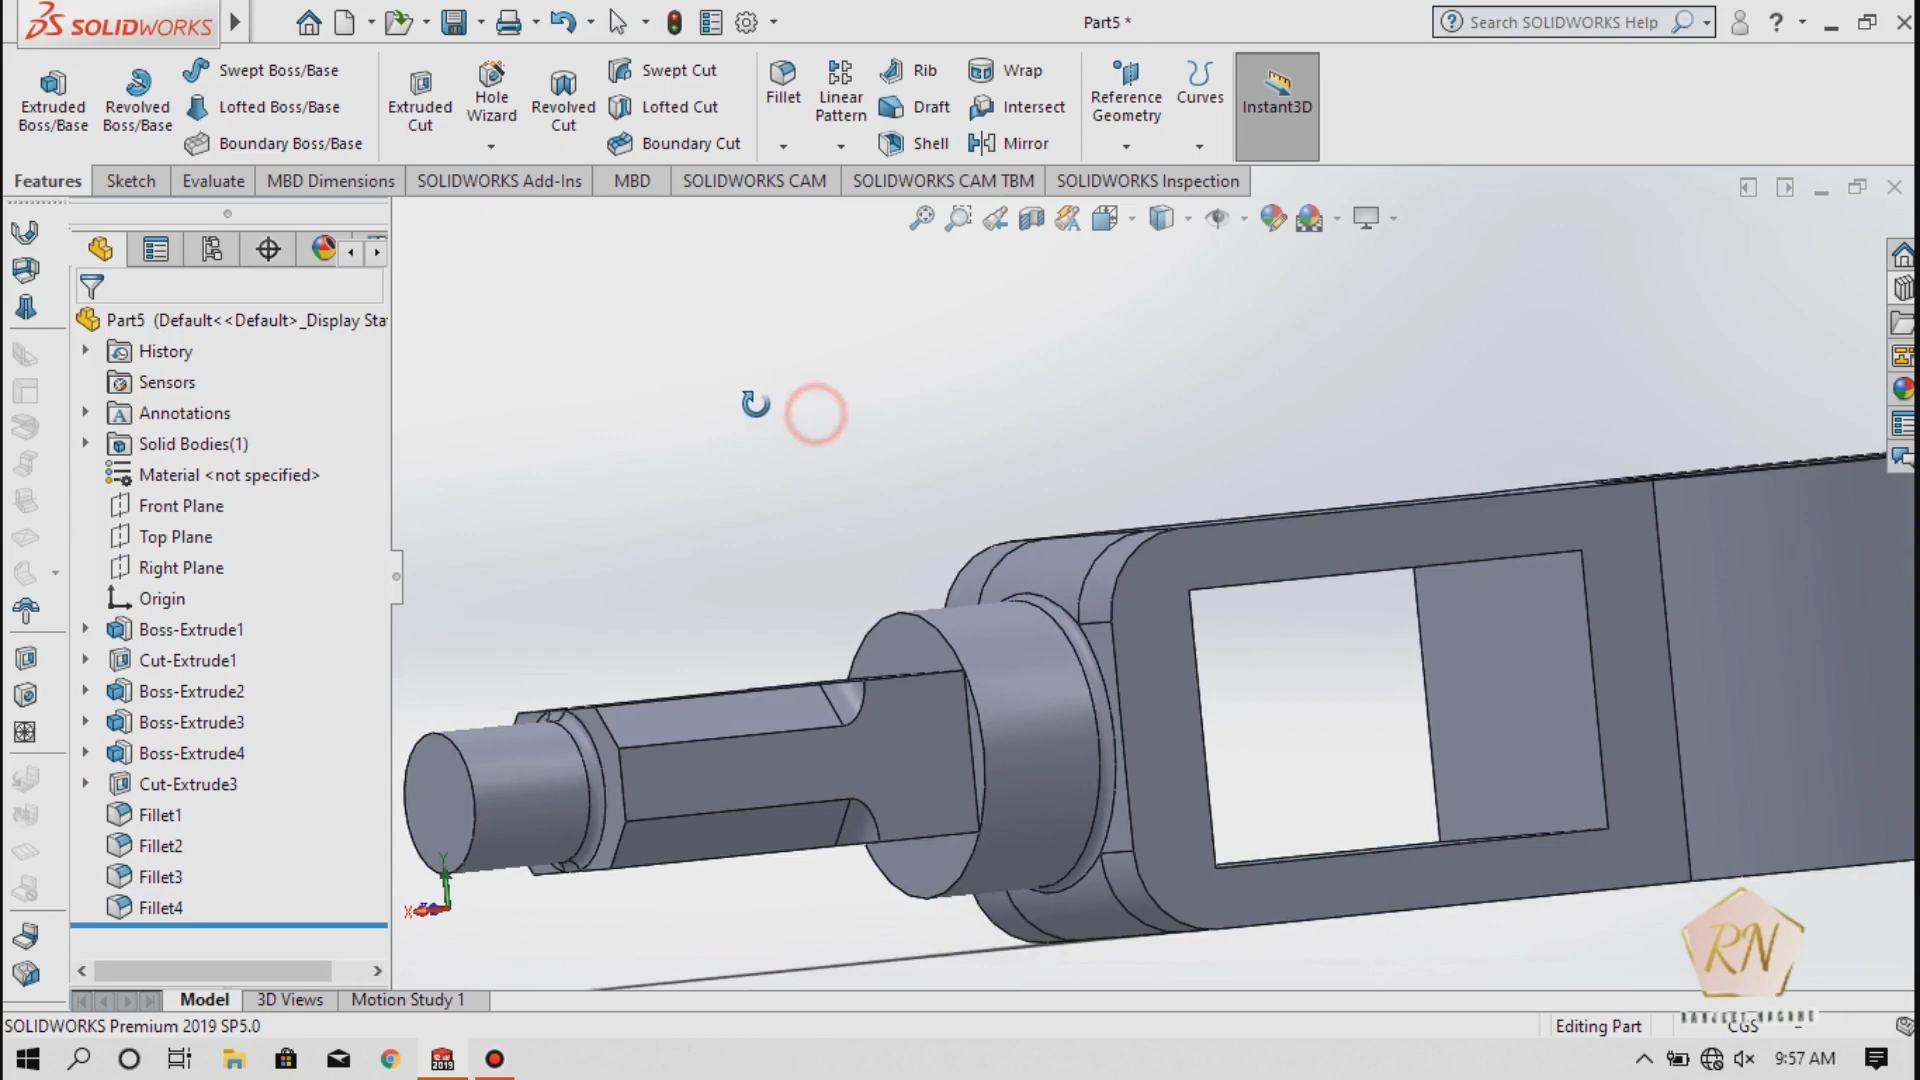 SOLIDWORKS
Part5 *
Search SOLIDWORKS Help
Extruded Boss/Base
Revolved Boss/Base
Swept Boss/Base
Lofted Boss/Base
Boundary Boss/Base
Extruded Cut
Hole Wizard
Revolved Cut
Swept Cut
Lofted Cut
Boundary Cut
Fillet
Linear Pattern
Rib
Draft
Shell
Wrap
Intersect
Mirror
Reference Geometry
Curves
Instant3D
Features
Sketch
Evaluate
MBD Dimensions
SOLIDWORKS Add-Ins
MBD
SOLIDWORKS CAM
SOLIDWORKS CAM TBM
SOLIDWORKS Inspection
Part5 (Default<<Default>_Display Sta
History
Sensors
Annotations
Solid Bodies(1)
Material <not specified>
Front Plane
Top Plane
Right Plane
Origin
Boss-Extrude1
Cut-Extrude1
Boss-Extrude2
Boss-Extrude3
Boss-Extrude4
Cut-Extrude3
Fillet1
Fillet2
Fillet3
Fillet4
Y
X
RN
Model
3D Views
Motion Study 1
SOLIDWORKS Premium 2019 SP5.0
Editing Part
CGS
9:57 AM